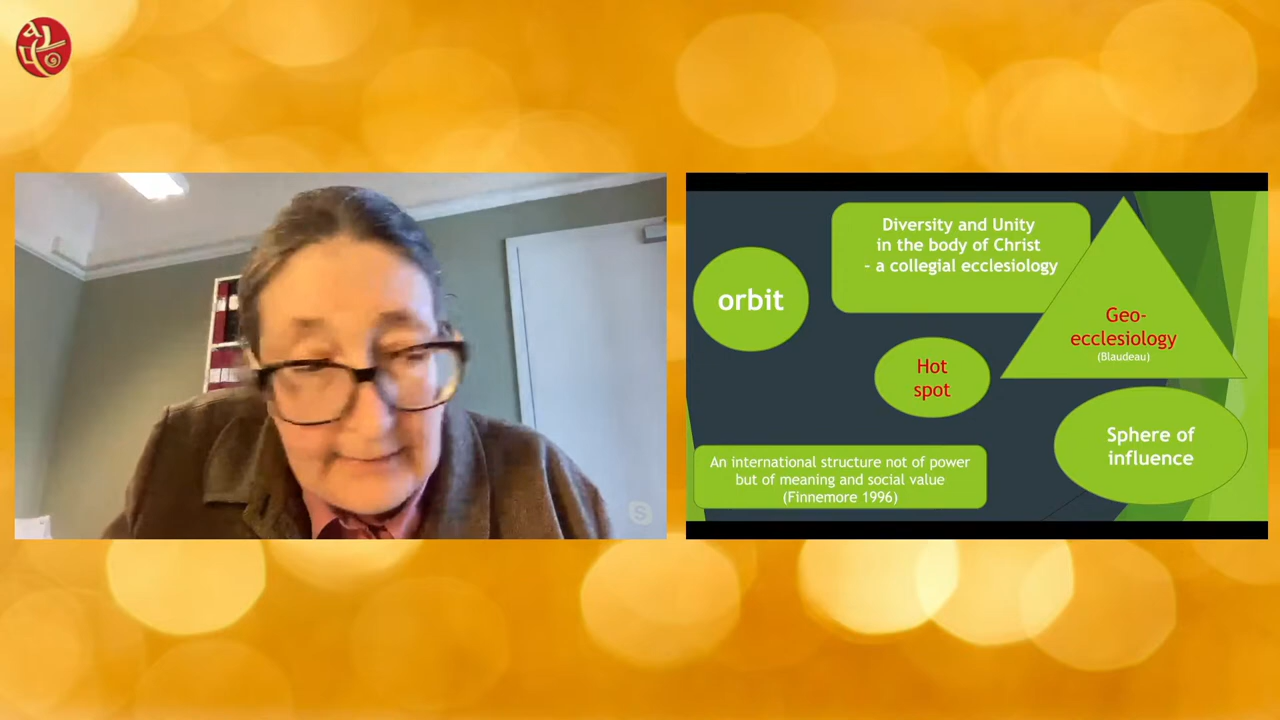 orbit
Diversity and Unity
in the body of Christ
- a collegial ecclesiology
Geo-
ecclesiology
(Blaudeau)
Hot
spot
Sphere of
influence
An international structure not of power
but of meaning and social value
(Finnemore 1996)